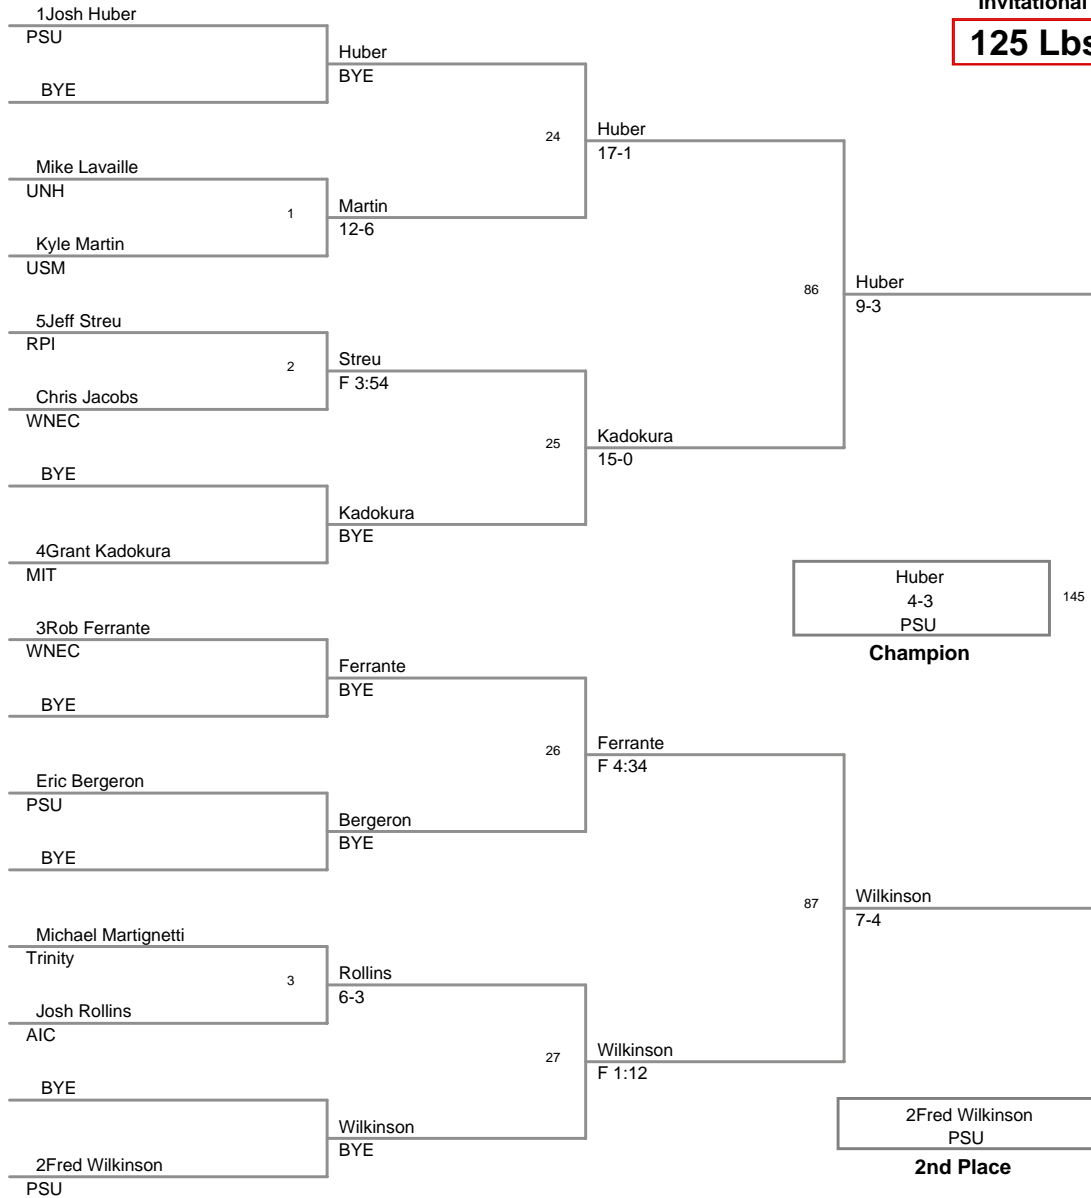 Invitational
125 Lbs
1Josh Huber
PSU
BYE
Mike Lavaille
UNH
1
Kyle Martin
USM
5Jeff Streu
RPI
2
Chris Jacobs
WNEC
BYE
4Grant Kadokura
MIT
3Rob Ferrante
WNEC
BYE
Eric Bergeron
PSU
BYE
Michael Martignetti
Trinity
3
Josh Rollins
AIC
BYE
2Fred Wilkinson
PSU
Huber
BYE
24
Martin
12-6
Streu
F 3:54
25
Kadokura
BYE
Ferrante
BYE
26
Bergeron
BYE
Rollins
6-3
27
Wilkinson
BYE
Huber
17-1
86
Kadokura
15-0
Ferrante
F 4:34
87
Wilkinson
F 1:12
Huber
9-3
Wilkinson
7-4
Huber
4-3
PSU
145
Champion
2Fred Wilkinson
PSU
2nd Place